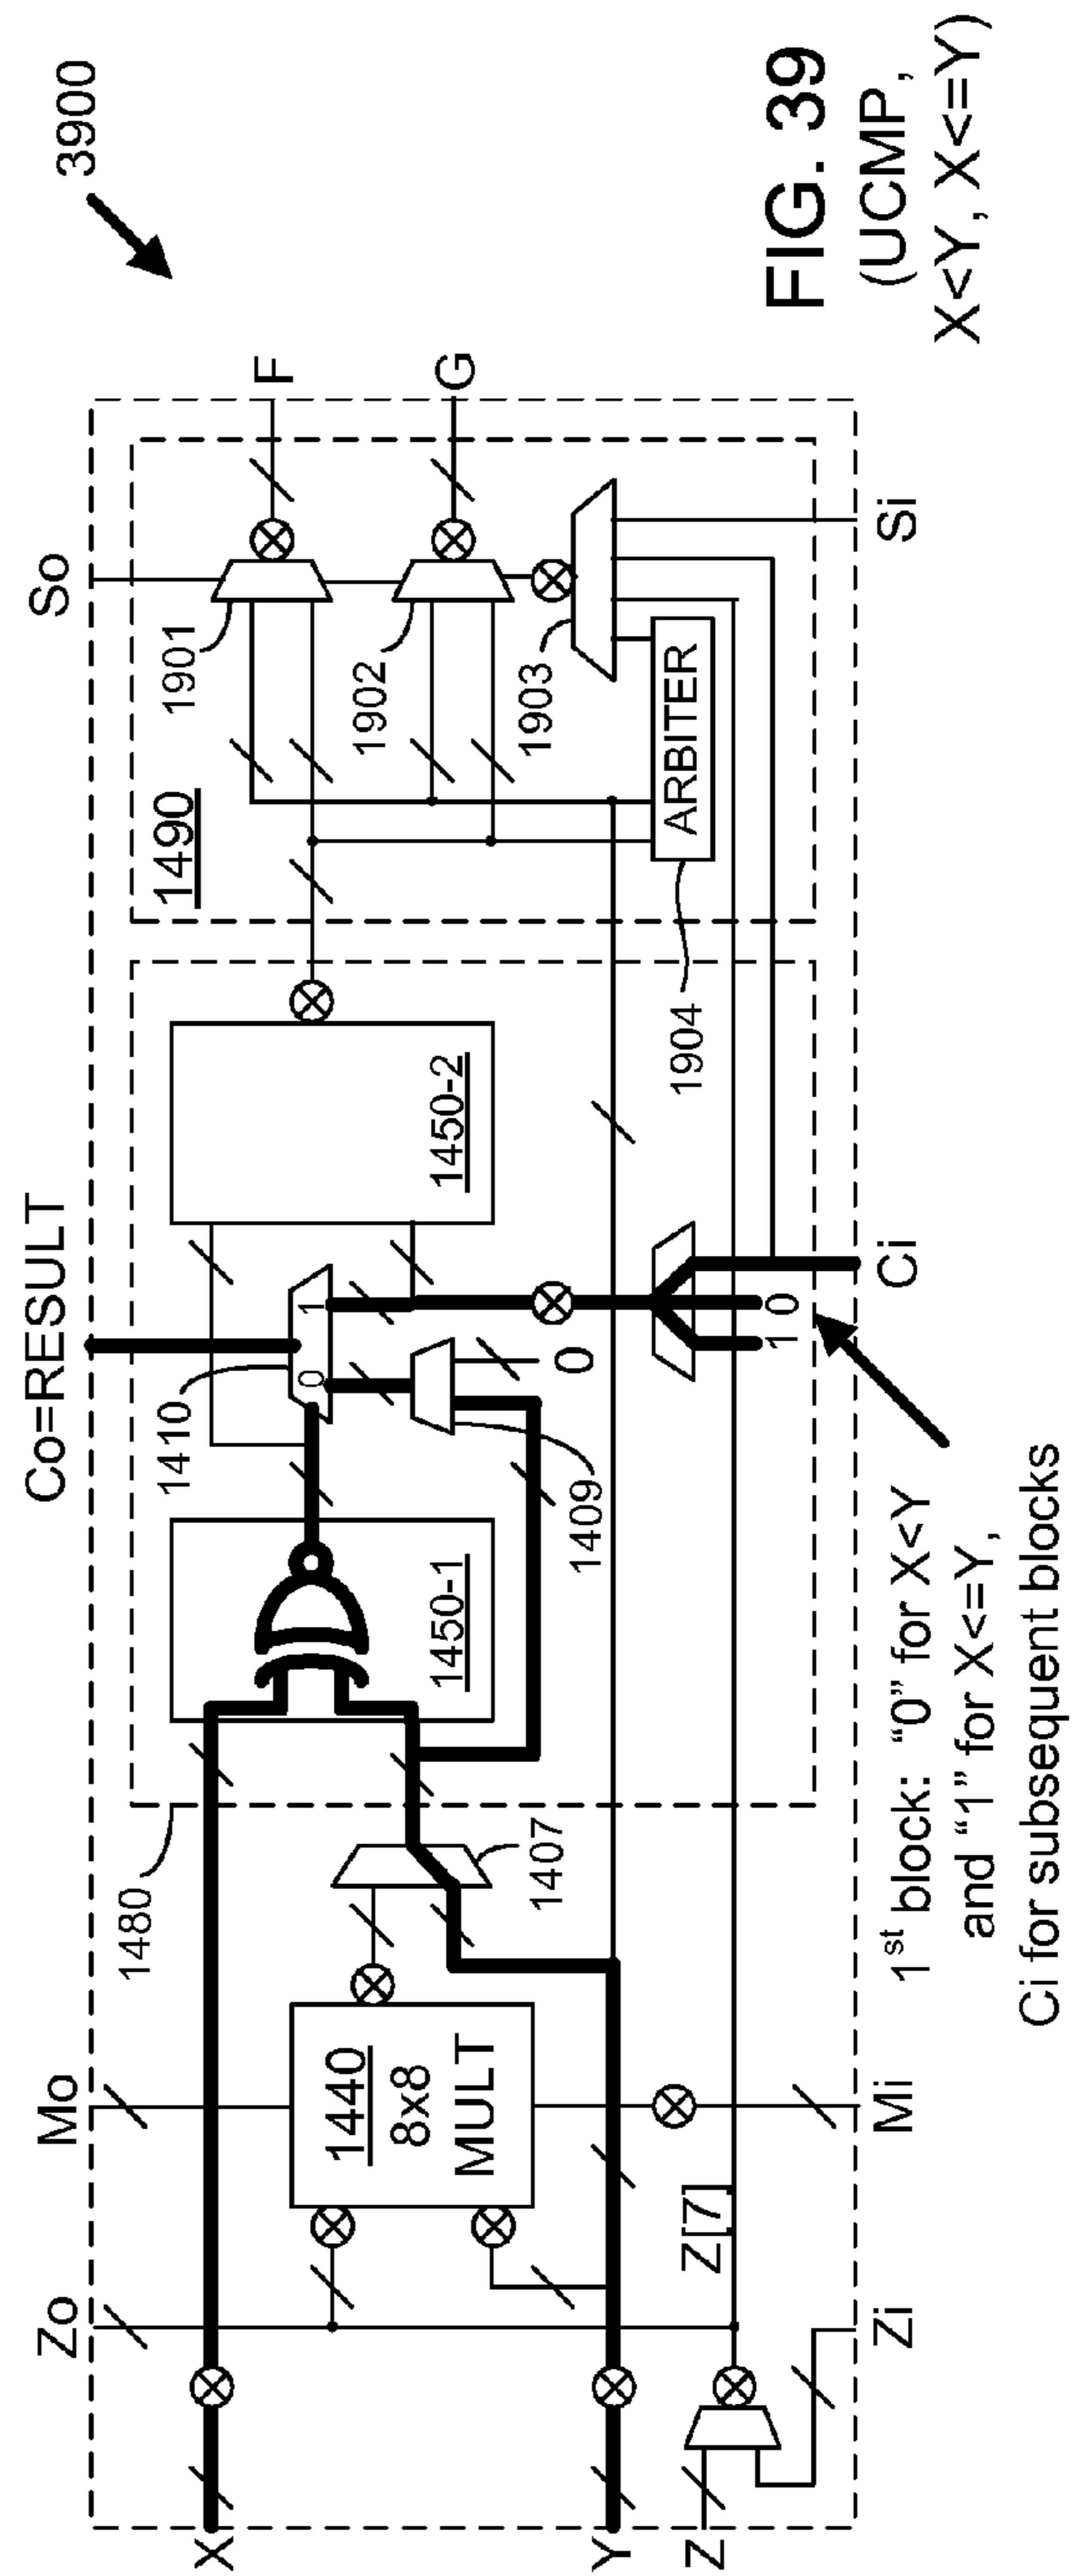 3900
FIG. 39
(UCMP,
X<Y, X<=Y)
Zo
Mo
Co=RESULT
So
1480
1410
1490
1901
X
F
1440
8x8
MULT
1450-1
0
1
1450-2
1902
G
1407
1409
0
1903
Y
ARBITER
Z
Z[7]
1904
1 0
Zi
Mi
Ci
Si
1st block: “0” for X<Y
and “1” for X<=Y,
Ci for subsequent blocks